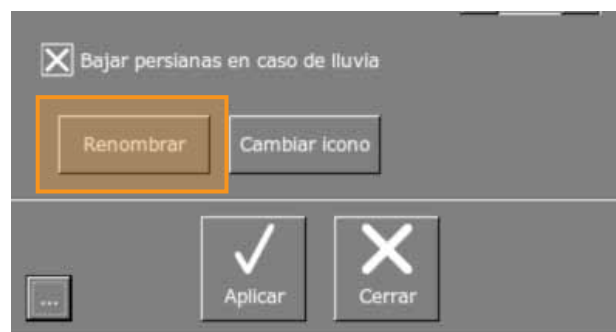 Bajar persianas en caso de lluvia
Renombrar
Cambiar icono
Aplicar
Cerrar
...